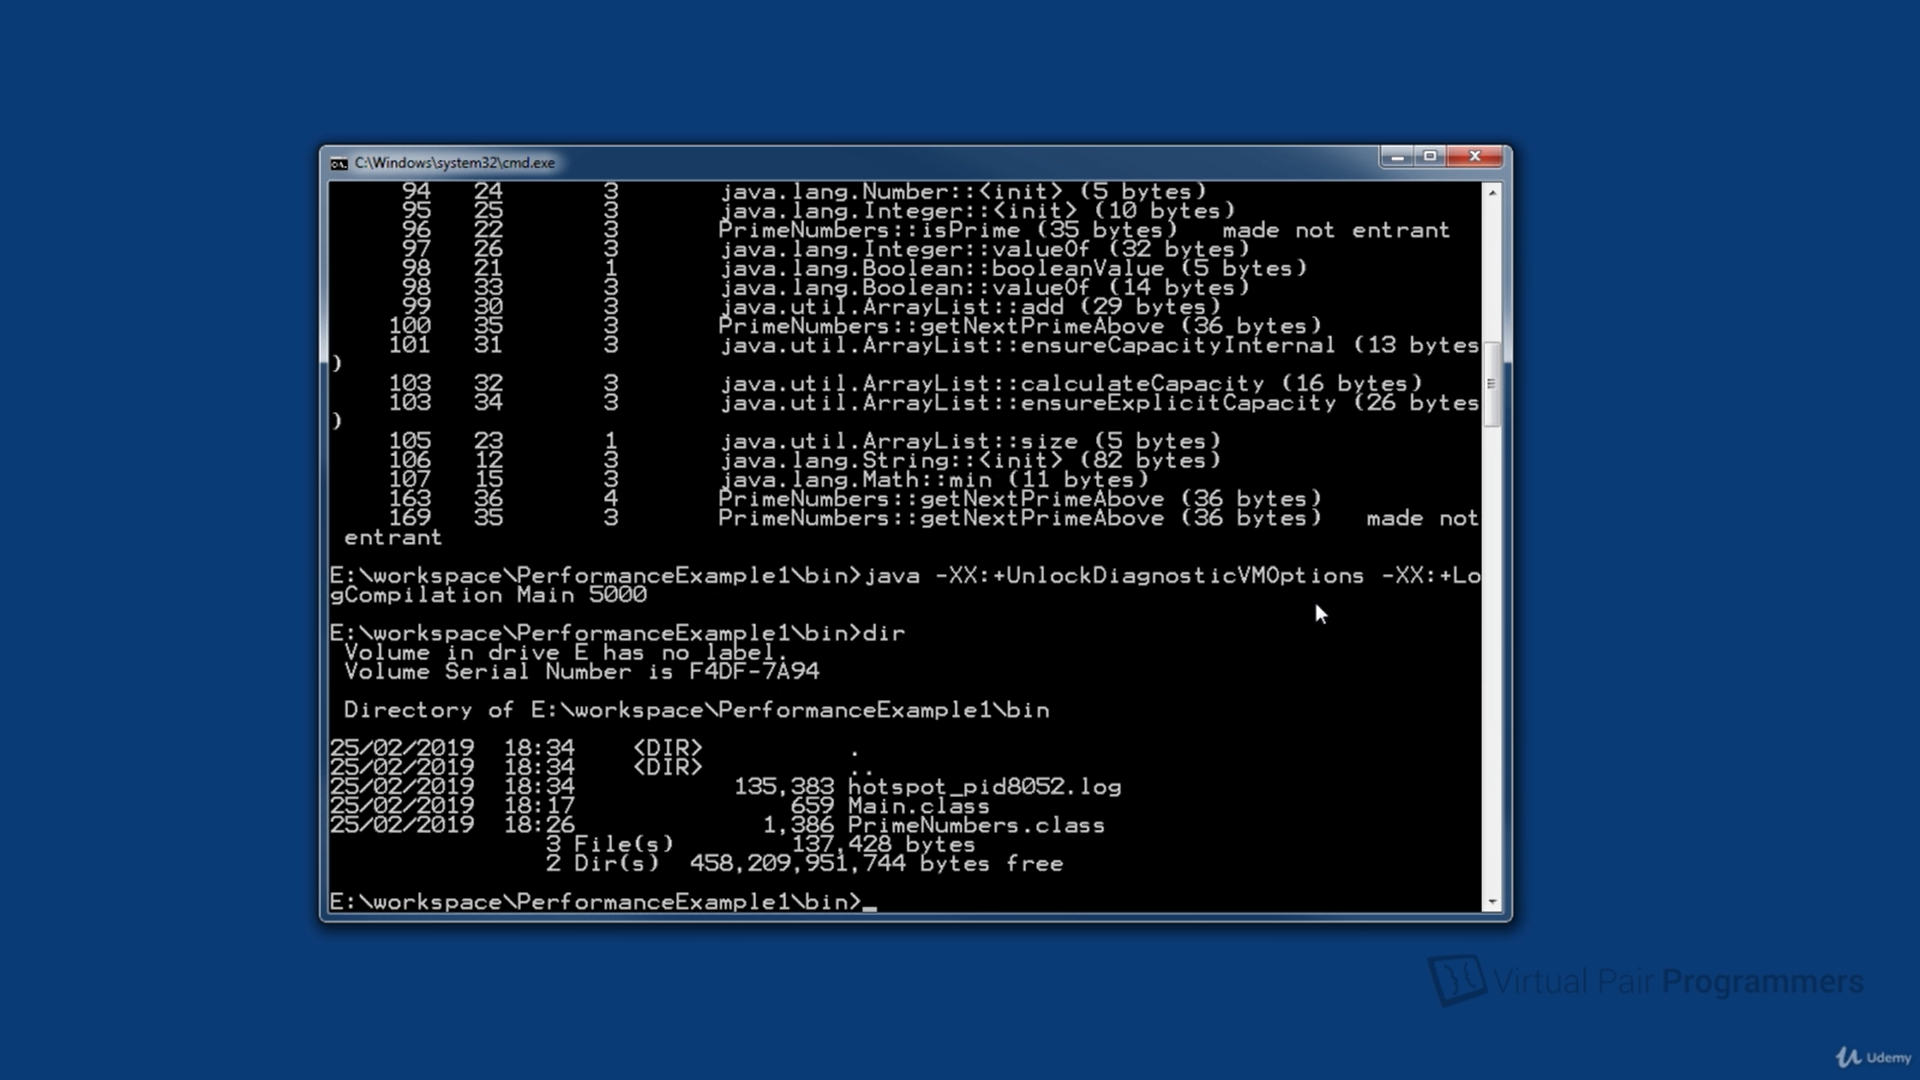 C:\Windows\system32\cmd.exe
94 24 3 java.lang.Number::<init> (5 bytes)
95 25 3 java.lang.Integer::<init> (10 bytes)
96 22 3 PrimeNumbers::isPrime (35 bytes) made not entrant
97 26 3 java.lang.Integer::valueOf (32 bytes)
98 21 1 java.lang.Boolean::booleanValue (5 bytes)
98 33 3 java.lang.Boolean::valueOf (14 bytes)
99 30 3 java.util.ArrayList::add (29 bytes)
100 35 3 PrimeNumbers::getNextPrimeAbove (36 bytes)
101 31 3 java.util.ArrayList::ensureCapacityInternal (13 bytes
)
103 32 3 java.util.ArrayList::calculateCapacity (16 bytes)
103 34 3 java.util.ArrayList::ensureExplicitCapacity (26 bytes
)
105 23 1 java.util.ArrayList::size (5 bytes)
106 12 3 java.lang.String::<init> (82 bytes)
107 15 3 java.lang.Math::min (11 bytes)
163 36 4 PrimeNumbers::getNextPrimeAbove (36 bytes)
169 35 3 PrimeNumbers::getNextPrimeAbove (36 bytes) made not
entrant
E:\workspace\PerformanceExample1\bin>java -XX:+UnlockDiagnosticVMOptions -XX:+Lo
gCompilation Main 5000
E:\workspace\PerformanceExample1\bin>dir
Volume in drive E has no label.
Volume Serial Number is F4DF-7A94
Directory of E:\workspace\PerformanceExample1\bin
25/02/2019 18:34 <DIR> .
25/02/2019 18:34 <DIR> ..
25/02/2019 18:34 135,383 hotspot_pid8052.log
25/02/2019 18:17 659 Main.class
25/02/2019 18:26 1,386 PrimeNumbers.class
3 File(s) 137,428 bytes
2 Dir(s) 458,209,951,744 bytes free
E:\workspace\PerformanceExample1\bin>_
Virtual Pair Programmers
Udemy